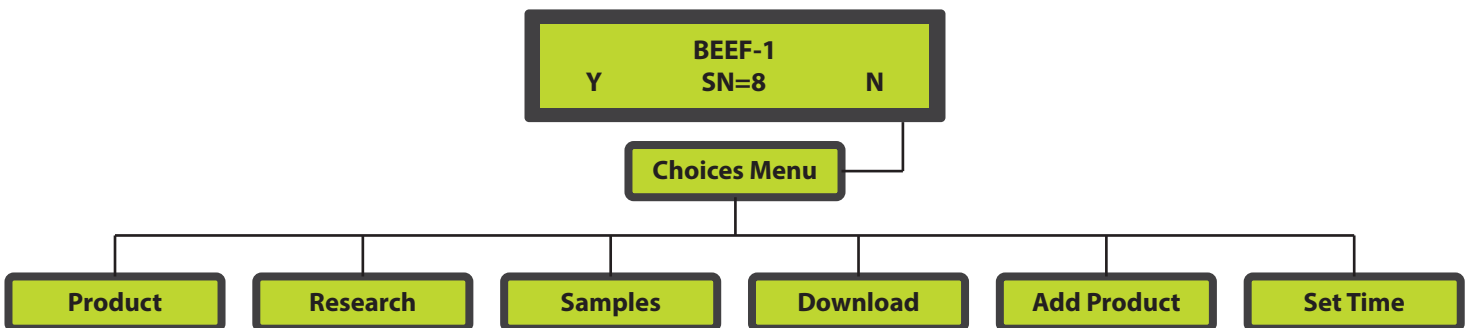 BEEF-1
Y SN=8 N
Choices Menu
Product Research Samples Download Add Product Set Time